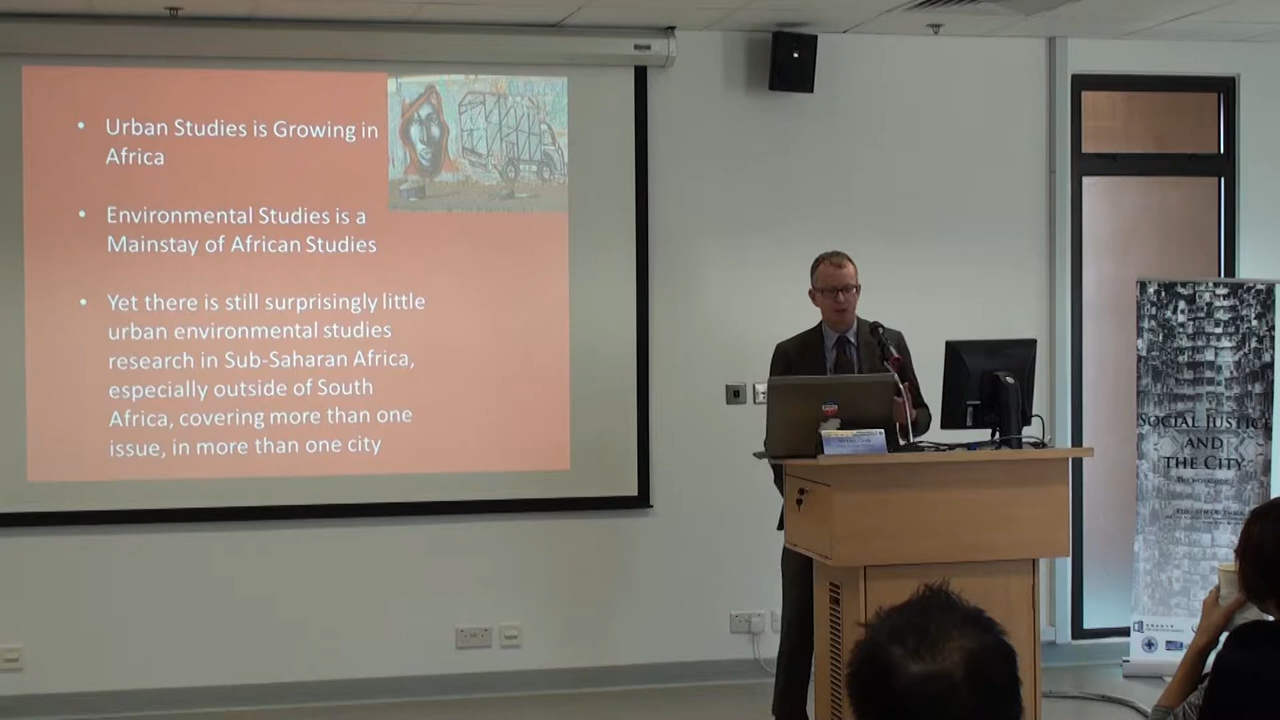 • Urban Studies is Growing in
Africa
• Environmental Studies is a
Mainstay of African Studies
• Yet there is still surprisingly little
urban environmental studies
research in Sub-Saharan Africa,
especially outside of South
Africa, covering more than one
issue, in more than one city
SOCIAL JUSTICE
AND
THE CITY